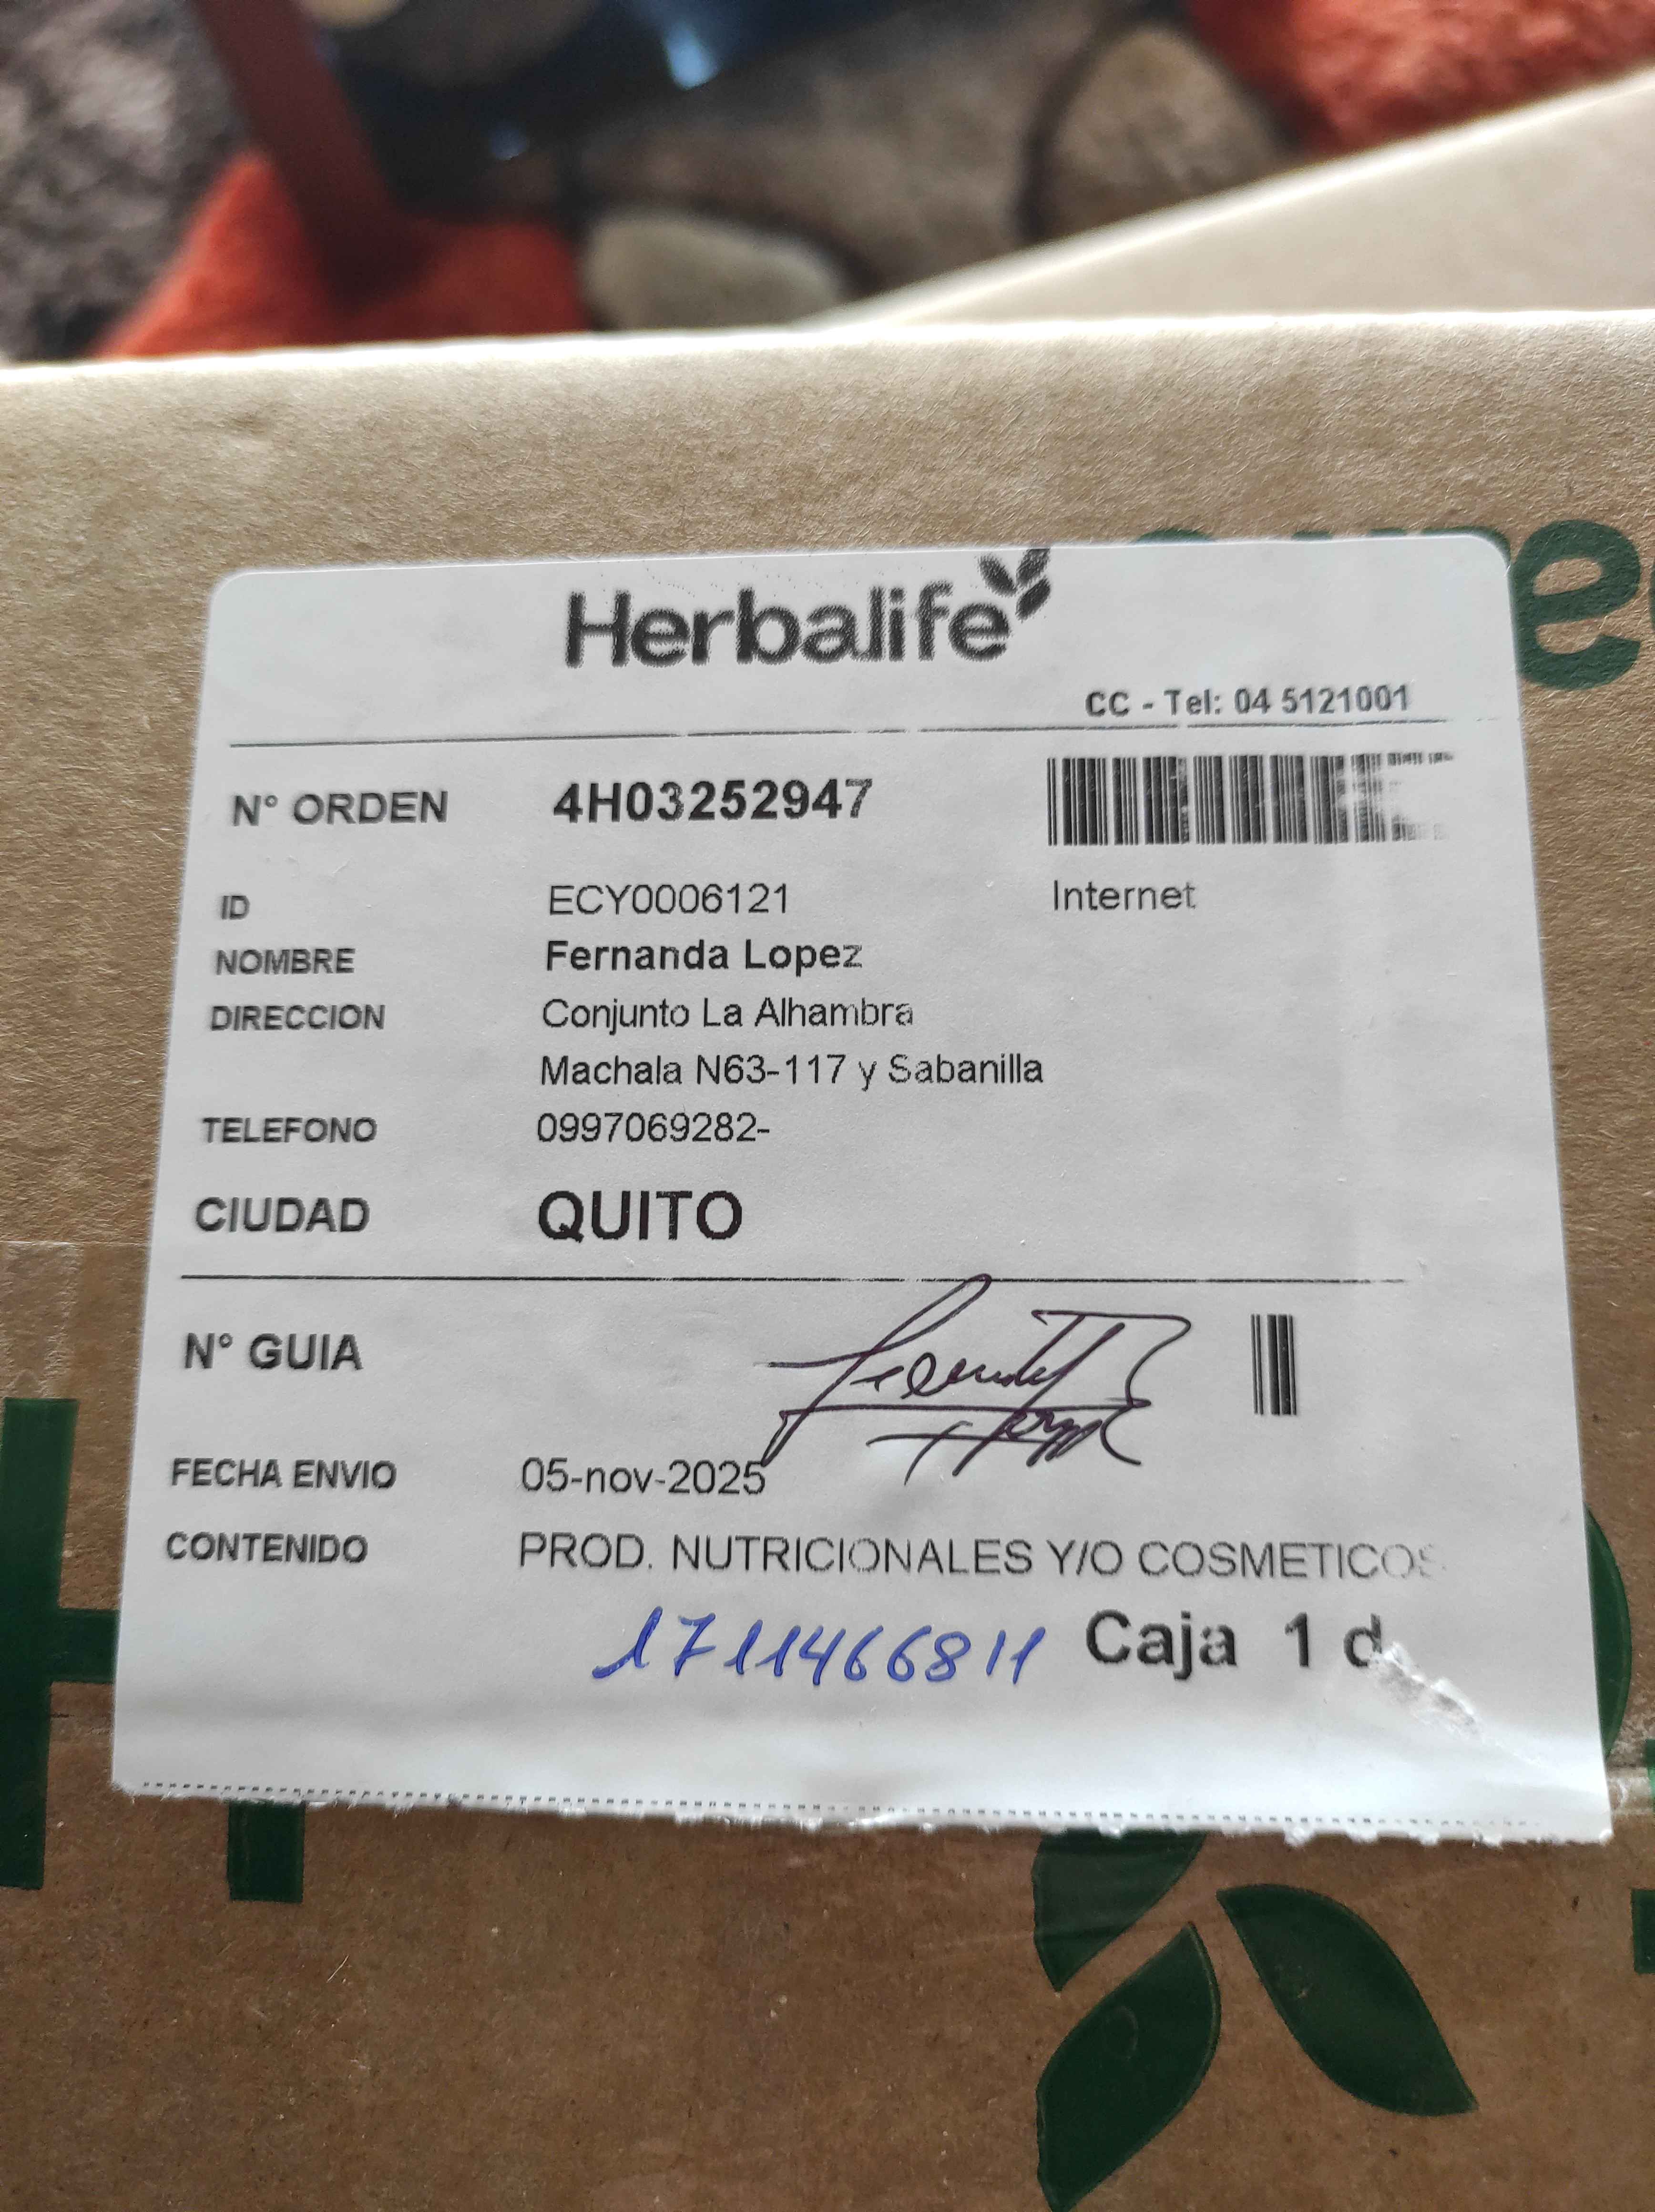 Herbalife
CC - Tel: 04 5121001
N° ORDEN 4H03252947
ID ECY0006121 Internet
NOMBRE Fernanda Lopez
DIRECCION Conjunto La Alhambra
Machala N63-117 y Sabanilla
TELEFONO 0997069282-
CIUDAD QUITO
N° GUIA
FECHA ENVIO 05-nov-2025
CONTENIDO PROD. NUTRICIONALES Y/O COSMETICOS
1711466811 Caja 1 d